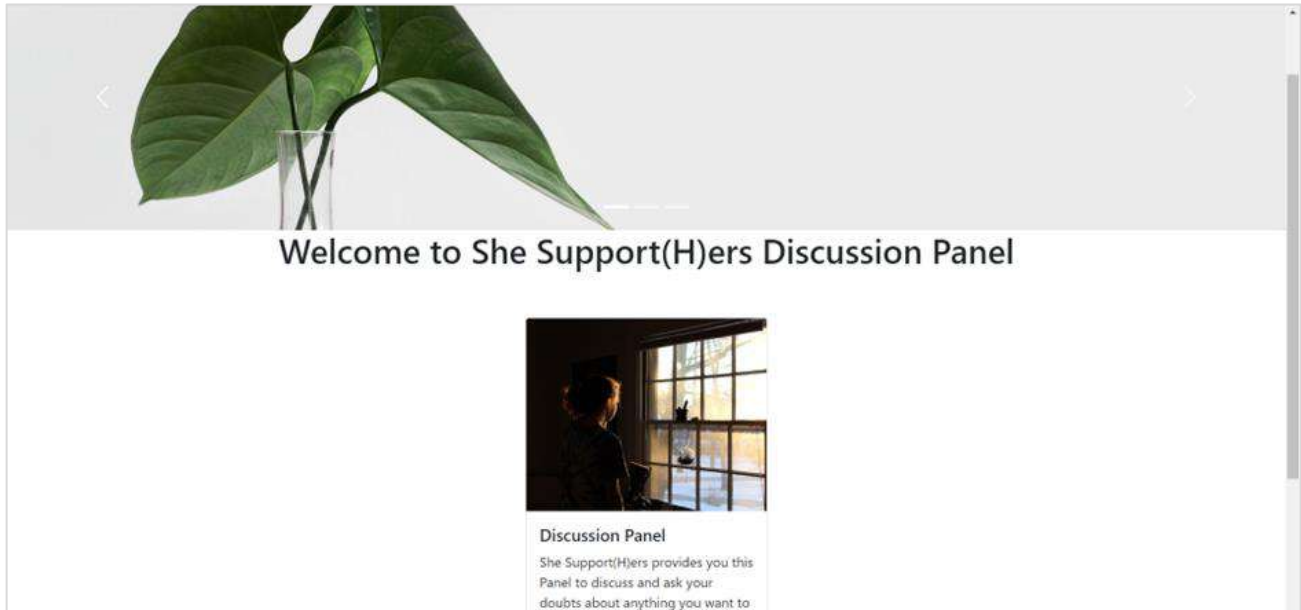 Welcome to She Support(H)ers Discussion Panel
Discussion Panel
She Support(H)ers provides you this
Panel to discuss and ask your
doubts about anything you want to